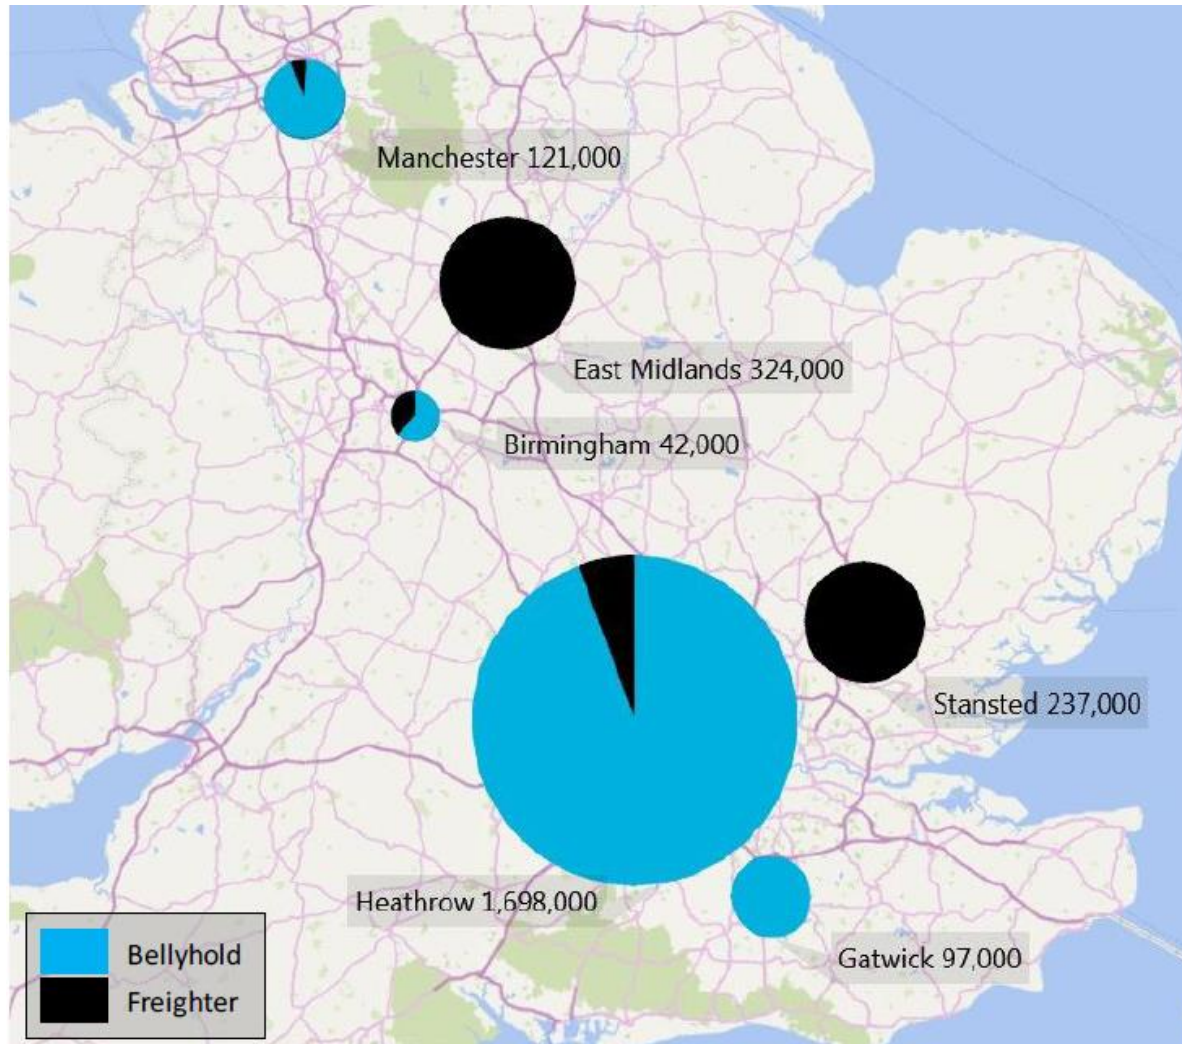 Manchester 121,000
East Midlands 324,000
Birmingham 42,000
Stansted 237,000
Heathrow 1,698,000
Gatwick 97,000
Bellyhold
Freighter